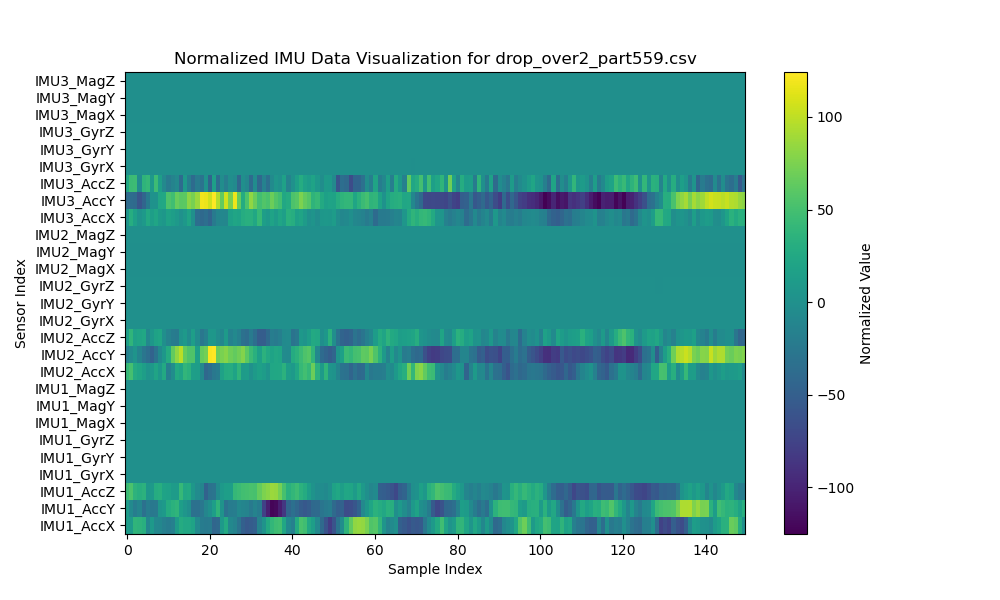 Normalized IMU Data Visualization for drop_over2_part559.csv
IMU3_MagZ
IMU3_MagY
IMU3_MagX
IMU3_GyrZ
IMU3_GyrY
IMU3_GyrX
IMU3_AccZ
IMU3_AccY
IMU3_AccX
IMU2_MagZ
IMU2_MagY
IMU2_MagX
IMU2_GyrZ
IMU2_GyrY
IMU2_GyrX
IMU2_AccZ
IMU2_AccY
IMU2_AccX
IMU1_MagZ
IMU1_MagY
IMU1_MagX
IMU1_GyrZ
IMU1_GyrY
IMU1_GyrX
IMU1_AccZ
IMU1_AccY
IMU1_AccX
Sensor Index
0 20 40 60 80 100 120 140
Sample Index
100
50
0
−50
−100
Normalized Value